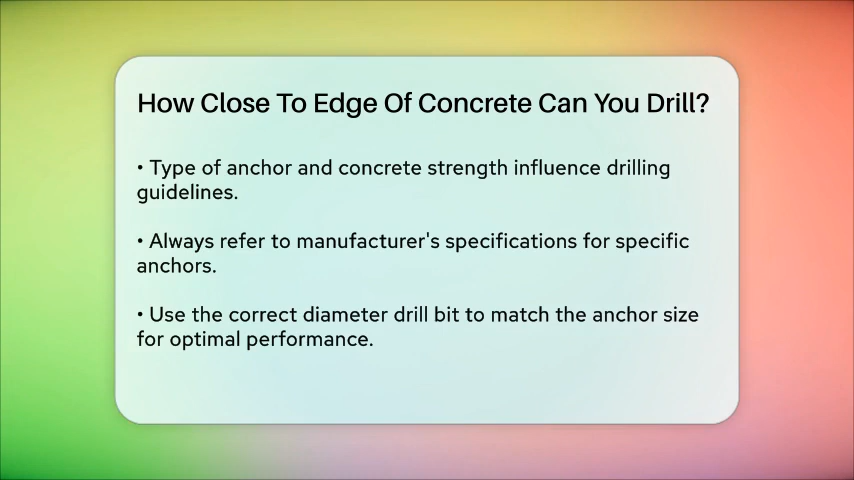 How Close To Edge Of Concrete Can You Drill?
• Type of anchor and concrete strength influence drilling
guidelines.
• Always refer to manufacturer's specifications for specific
anchors.
• Use the correct diameter drill bit to match the anchor size
for optimal performance.